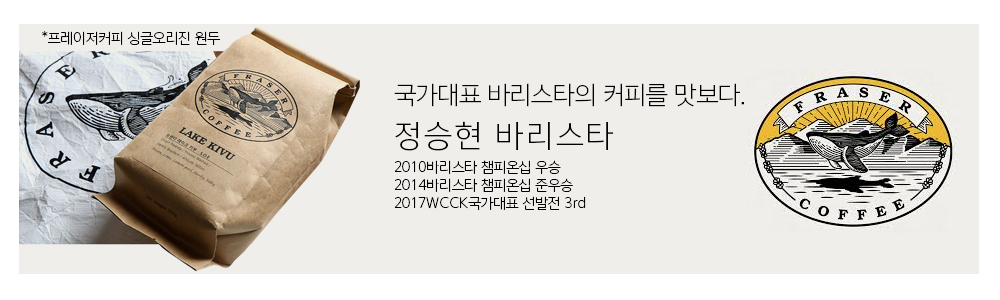 *프레이저커피 싱글오리진 원두
FRASER
FRASER
COFFEE
LAKE KIVU
국가대표 바리스타의 커피를 맛보다.
정승현 바리스타
2010바리스타 챔피온십 우승
2014바리스타 챔피온십 준우승
2017WCCK국가대표 선발전 3rd
FRASER
COFFEE